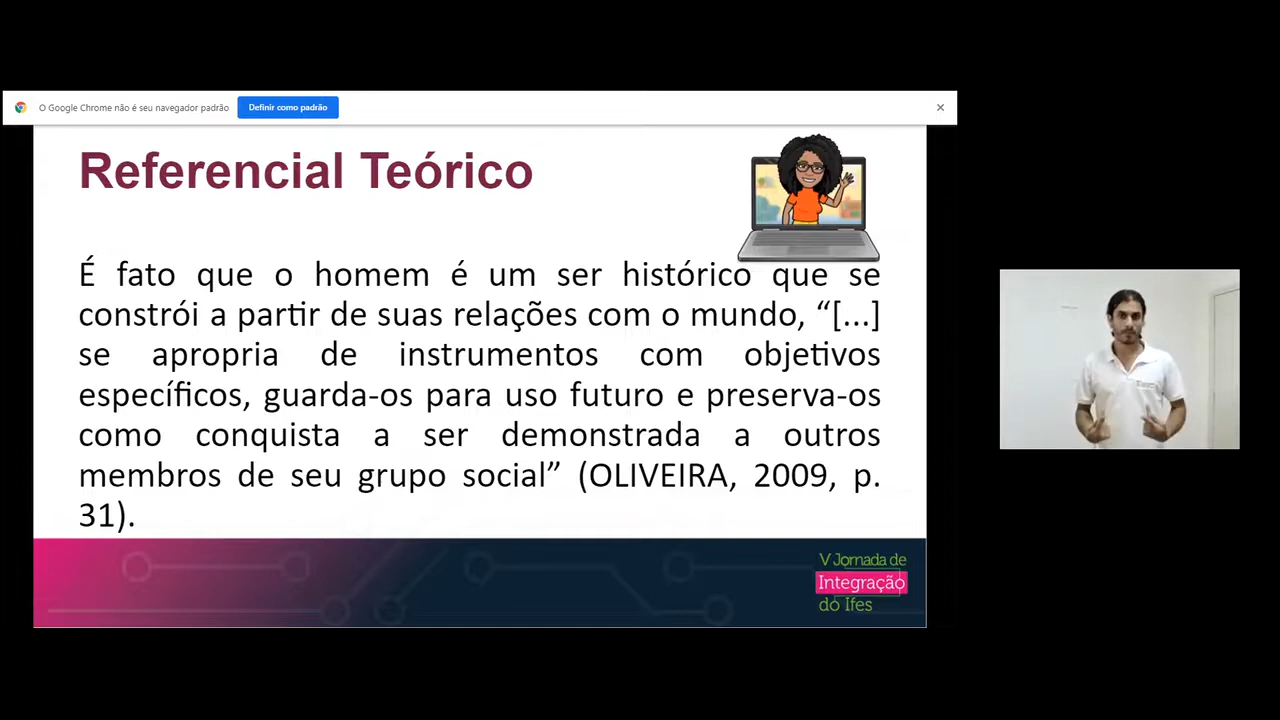 O Google Chrome não é seu navegador padrão Definir como padrão
Referencial Teórico
É fato que o homem é um ser histórico que se
constrói a partir de suas relações com o mundo, “[...]
se apropria de instrumentos com objetivos
específicos, guarda-os para uso futuro e preserva-os
como conquista a ser demonstrada a outros
membros de seu grupo social” (OLIVEIRA, 2009, p.
31).
V Jornada de
Integração
do Ifes